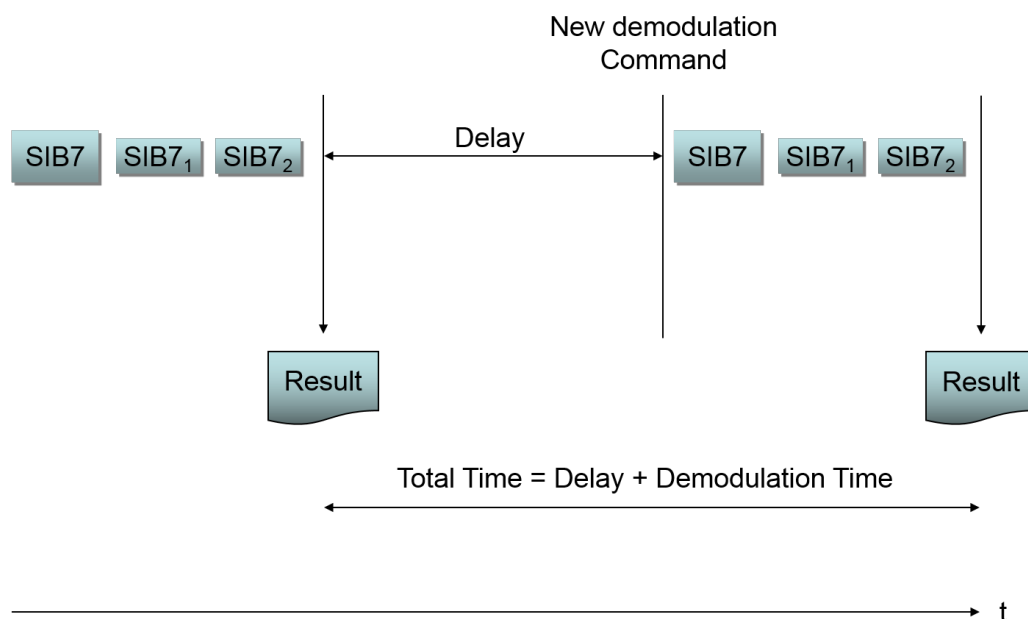 New demodulation
Command
Delay
SIB7 SIB7₁ SIB7₂ SIB7 SIB7₁ SIB7₂
Result Result
Total Time = Delay + Demodulation Time
t